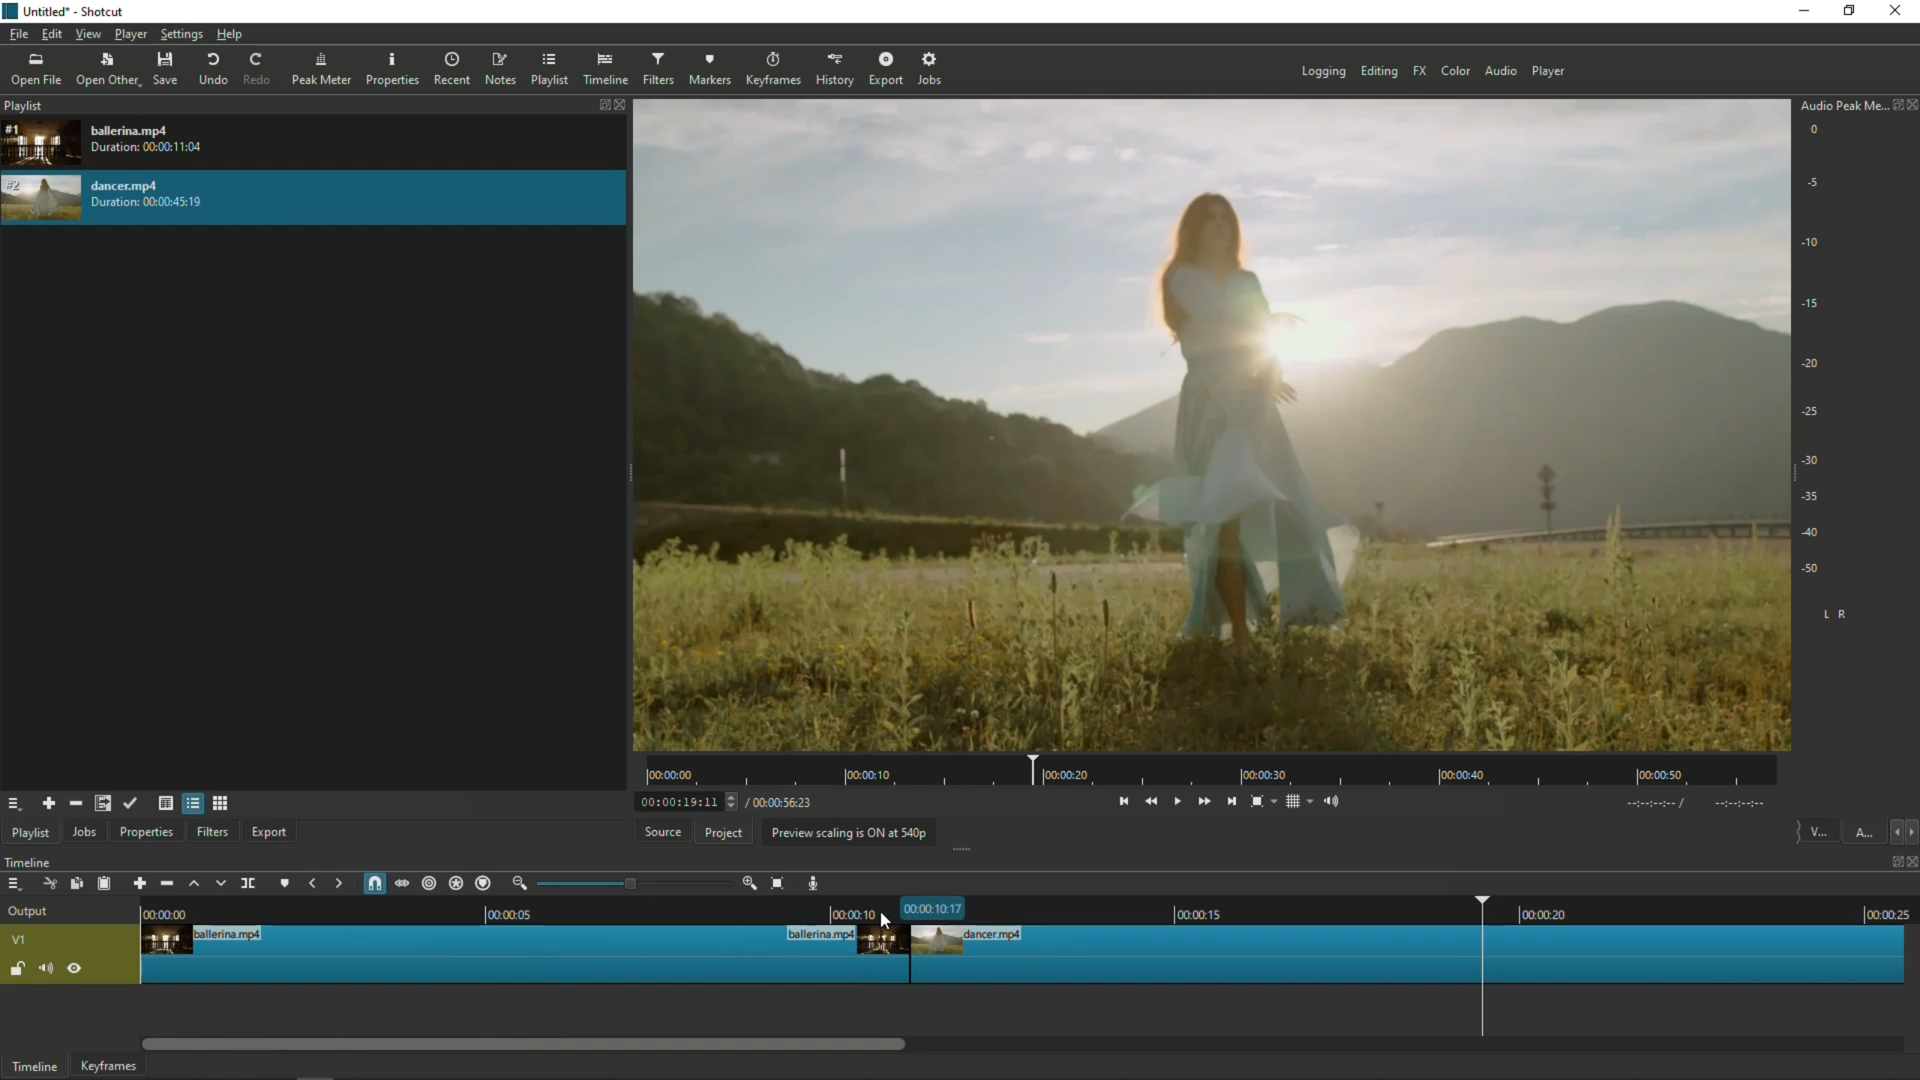 Untitled* - Shotcut
File Edit View Player Settings Help
Open File Open Other Save Undo Redo Peak Meter Properties Recent Notes Playlist Timeline Filters Markers Keyframes History Export Jobs
Logging Editing FX Color Audio Player
Playlist
#1
ballerina.mp4
Duration: 00:00:11:04
#2
dancer.mp4
Duration: 00:00:45:19
Audio Peak Me...
0
-5
-10
-15
-20
-25
-30
-35
-40
-50
L R
00:00:00 00:00:10 00:00:20 00:00:30 00:00:40 00:00:50
00:00:19:11 / 00:00:56:23
--:--:--:-- / --:--:--:--
Playlist Jobs Properties Filters Export
Source Project Preview scaling is ON at 540p
V... A...
Timeline
Output
00:00:00 00:00:05 00:00:10 00:00:10:17 00:00:15 00:00:20 00:00:25
V1
ballerina.mp4 ballerina.mp4 dancer.mp4
Timeline Keyframes